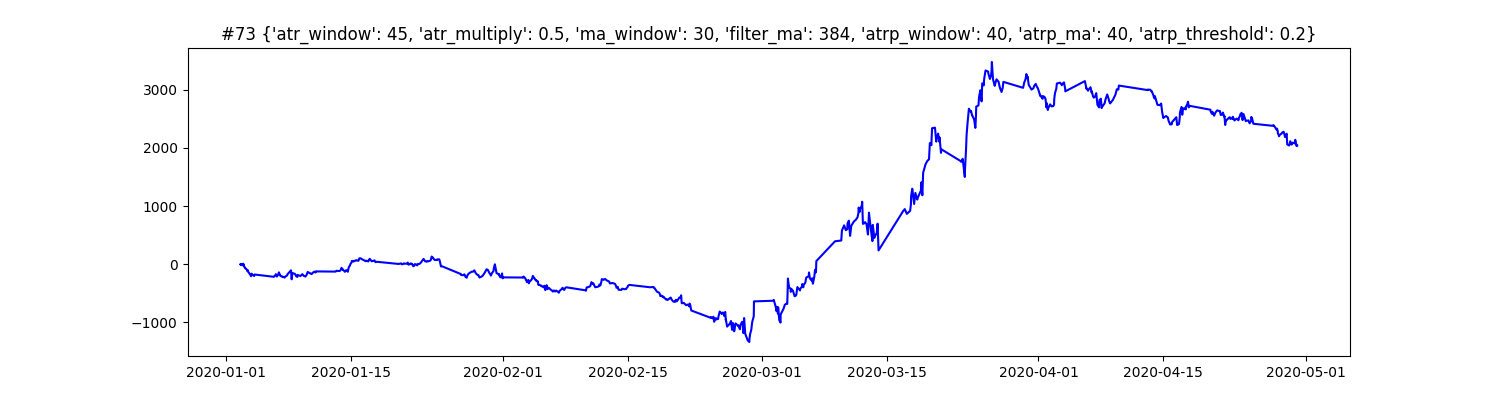 #73 {'atr_window': 45, 'atr_multiply': 0.5, 'ma_window': 30, 'filter_ma': 384, 'atrp_window': 40, 'atrp_ma': 40, 'atrp_threshold': 0.2}
3000
2000
1000
0
−1000
2020-01-01 2020-01-15 2020-02-01 2020-02-15 2020-03-01 2020-03-15 2020-04-01 2020-04-15 2020-05-01